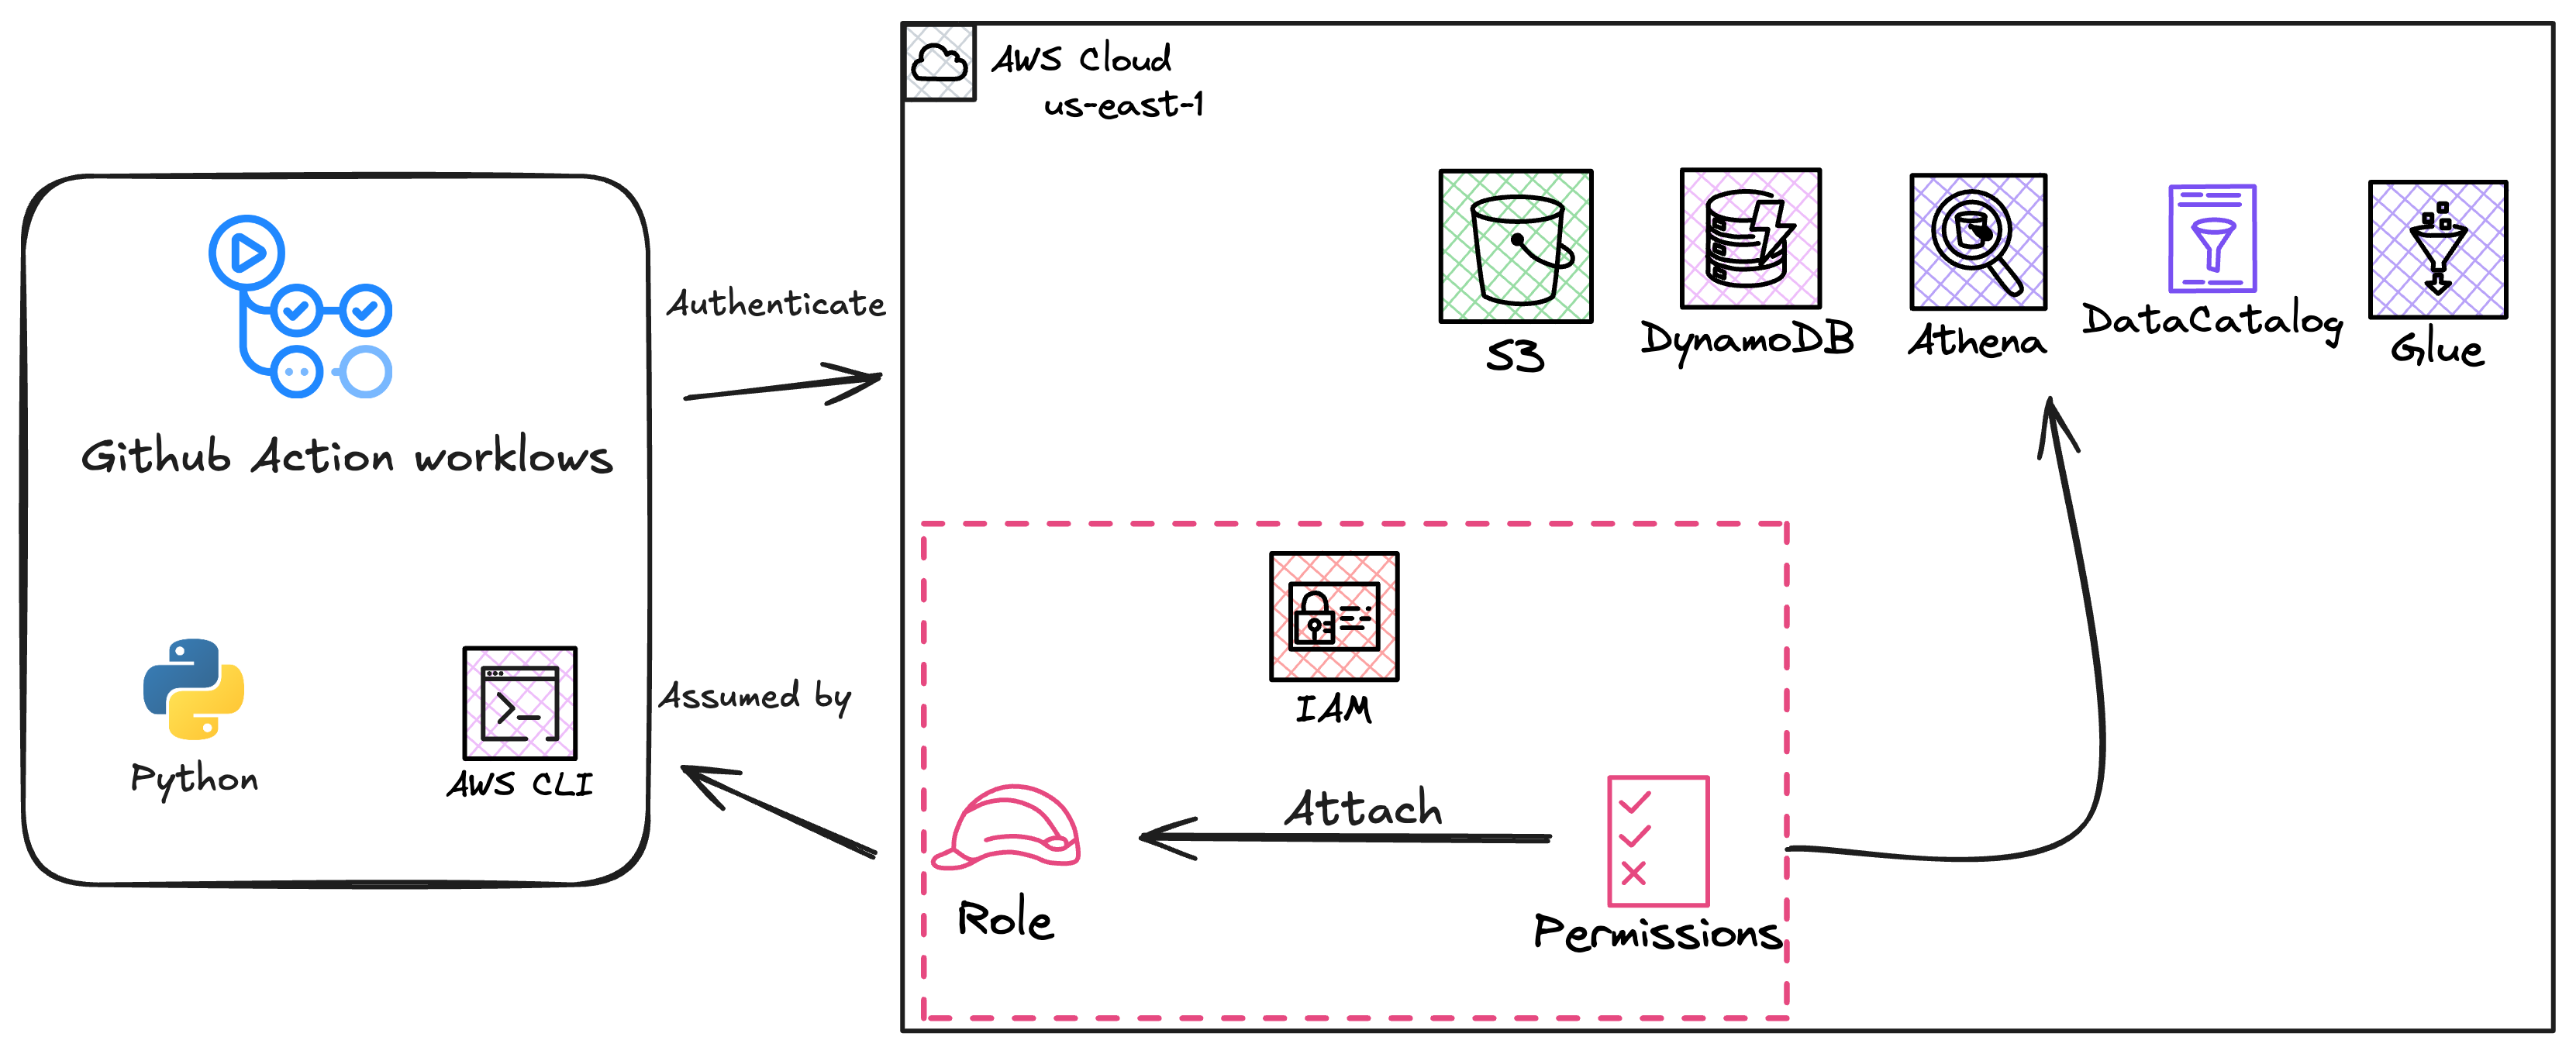 AWS Cloud
us-east-1
Authenticate
S3
DynamoDB
Athena
DataCatalog
Glue
Github Action worklows
Python
AWS CLI
Assumed by
IAM
Attach
Role
Permissions